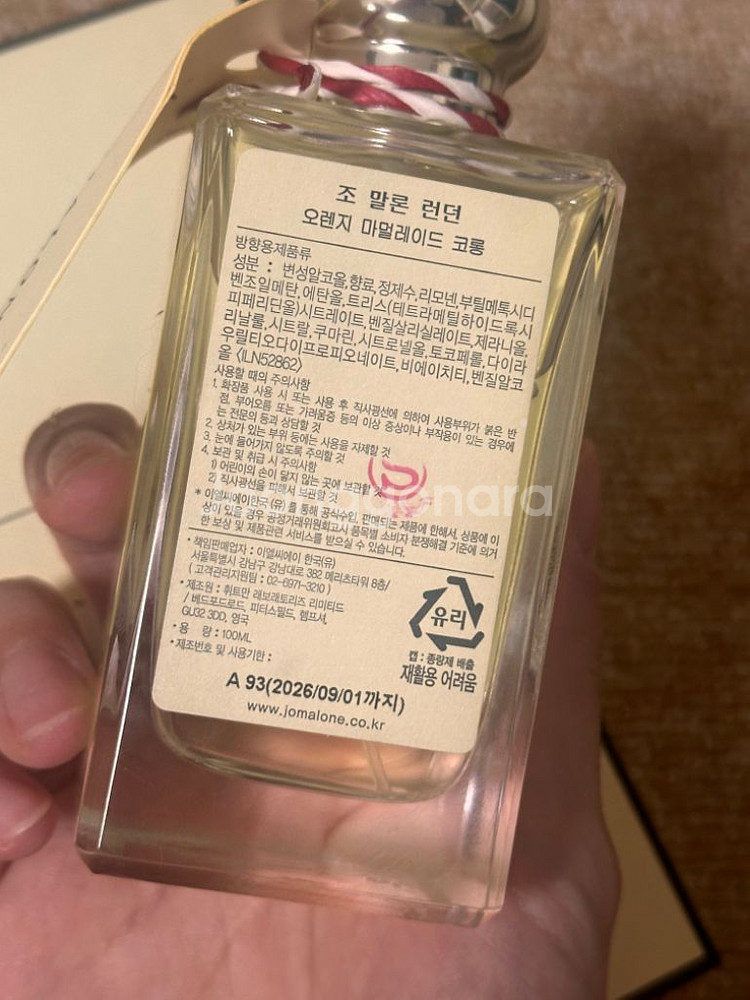 조 말론 런던
오렌지 마멀레이드 코롱
방향용제품류
성분 : 변성알코올,향료,정제수,리모넨,부틸메톡시디
벤조일메탄,에탄올,트리스(테트라메틸하이드록시
피페리딘올)시트레이트,벤질살리실레이트,제라니올,
리날룰,시트랄,쿠마린,시트로넬올,토코페롤,다이라
우릴티오다이프로피오네이트,비에이치티,벤질알코
올 <ILN52862>
사용할 때의 주의사항
1. 화장품 사용 시 또는 사용 후 직사광선에 의하여 사용부위가 붉은 반
점, 부어오름 또는 가려움증 등의 이상 증상이나 부작용이 있는 경우에
는 전문의 등과 상담할 것
2. 상처가 있는 부위 등에는 사용을 자제할 것
3. 눈에 들어가지 않도록 주의할 것
4. 보관 및 취급 시 주의사항
1) 어린이의 손이 닿지 않는 곳에 보관할 것
2) 직사광선을 피해서 보관할 것
* 이엘씨에이한국 (유)를 통해 공식수입, 판매되는 제품에 한해서, 상품에 이
상이 있을 경우 공정거래위원회고시 품목별 소비자 분쟁해결 기준에 의거
한 보상 및 제품관련 서비스를 받으실 수 있습니다.
• 책임판매업자 : 이엘씨에이 한국(유)
서울특별시 강남구 강남대로 382 메리츠타워 8층/
( 고객관리지원팀 : 02-6971-3210 )
• 제조원 : 휘트만 래보래토리즈 리미티드
/ 베드포드로드, 피터스필드, 햄프셔,
GU32 3DD, 영국
• 용 량 : 100ML
• 제조번호 및 사용기한 :
유리
캡 : 종량제 배출
재활용 어려움
A 93(2026/09/01까지)
www.jomalone.co.kr